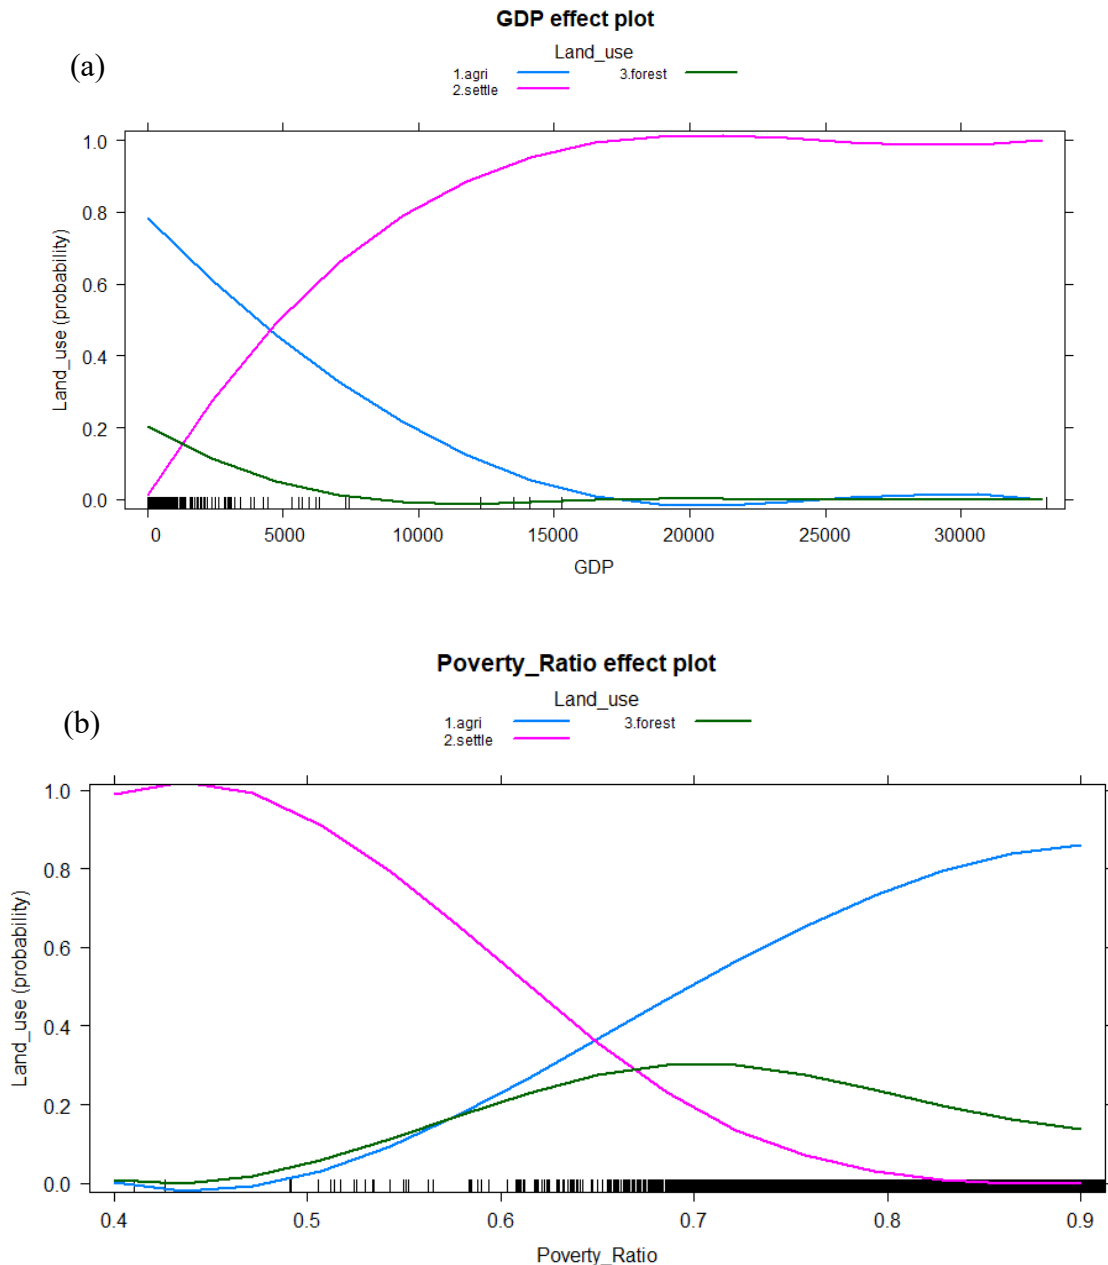 GDP effect plot
(a)
Land_use
1.agri 3.forest
2.settle
Land_use (probability)
1.0
0.8
0.6
0.4
0.2
0.0
0 5000 10000 15000 20000 25000 30000
GDP
Poverty_Ratio effect plot
(b)
Land_use
1.agri 3.forest
2.settle
Land_use (probability)
1.0
0.8
0.6
0.4
0.2
0.0
0.4 0.5 0.6 0.7 0.8 0.9
Poverty_Ratio